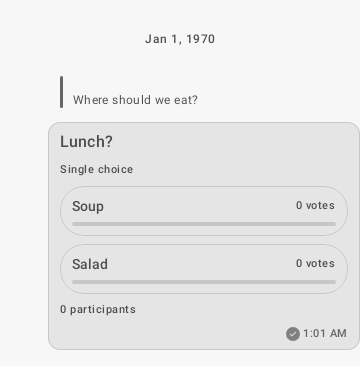 Jan 1, 1970
Where should we eat?
Lunch?
Single choice
Soup 0 votes
Salad 0 votes
0 participants
1:01 AM